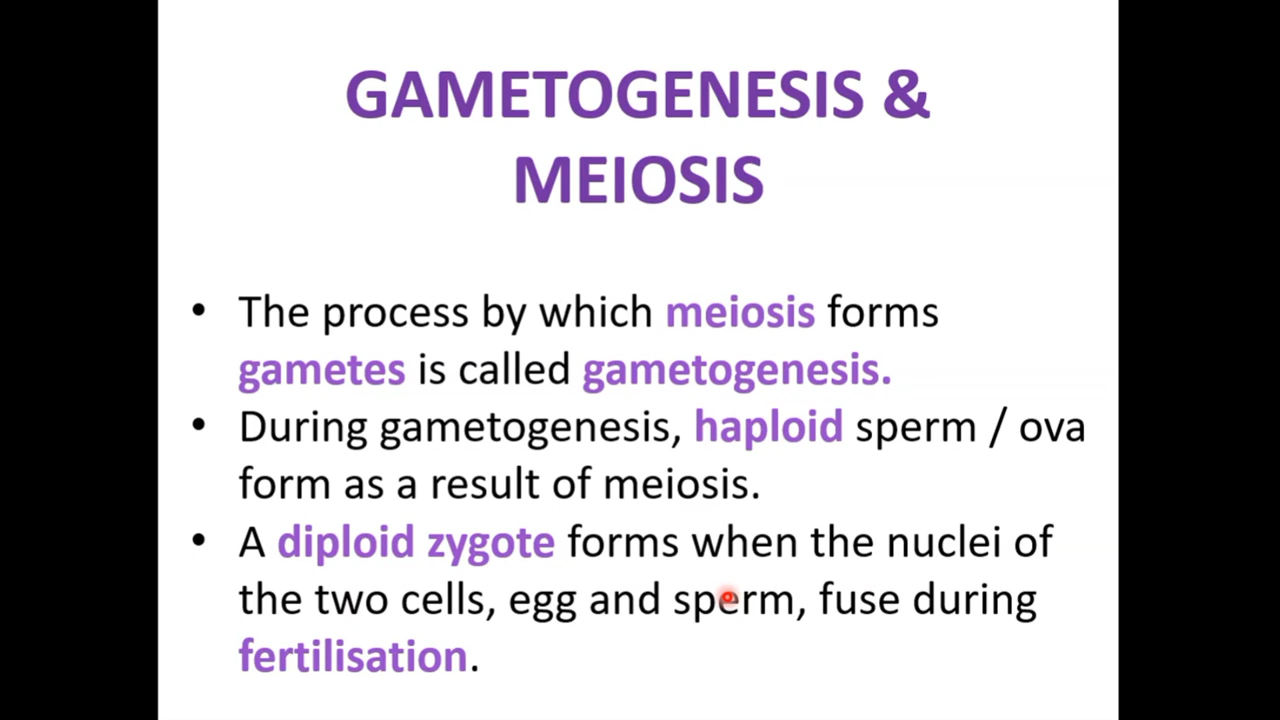 GAMETOGENESIS &
MEIOSIS
• The process by which meiosis forms
gametes is called gametogenesis.
• During gametogenesis, haploid sperm / ova
form as a result of meiosis.
• A diploid zygote forms when the nuclei of
the two cells, egg and sperm, fuse during
fertilisation.